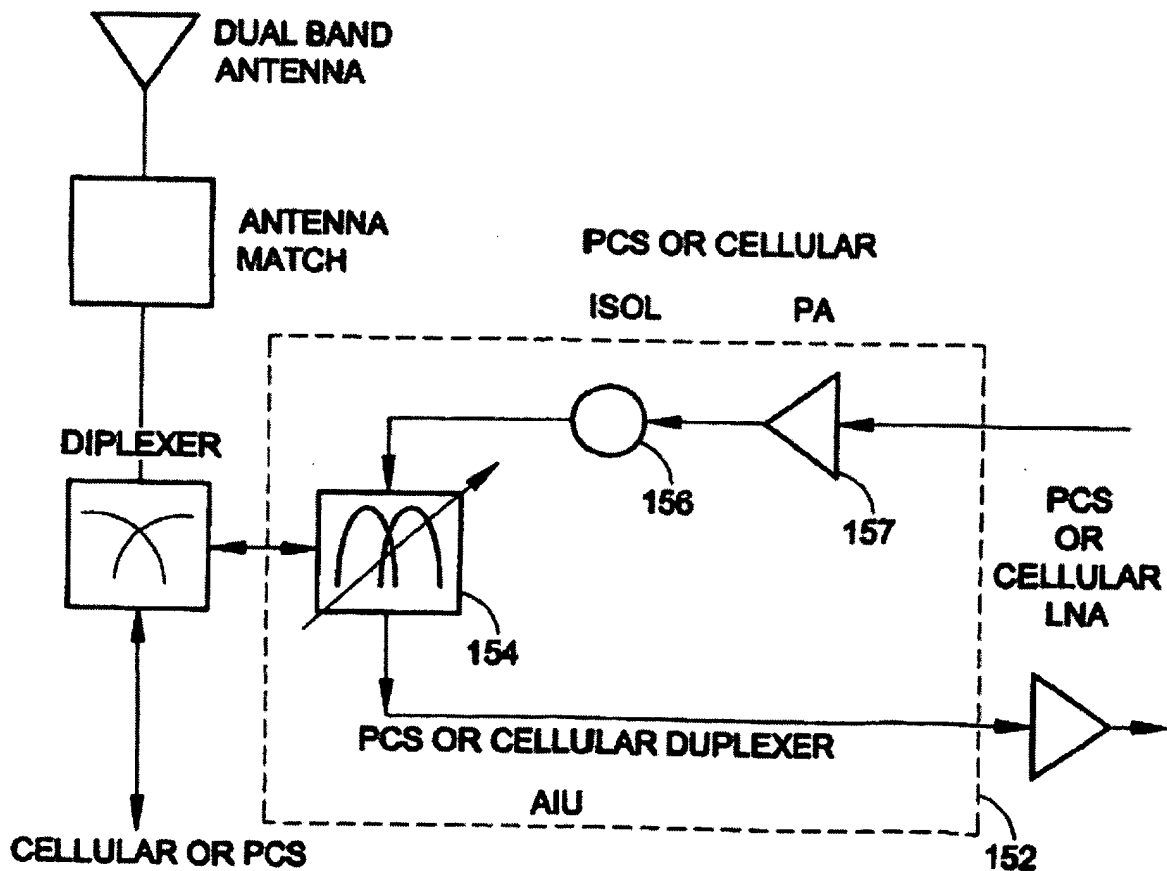 DUAL BAND
ANTENNA
ANTENNA
MATCH
PCS OR CELLULAR
ISOL
PA
DIPLEXER
156
157
PCS
OR
CELLULAR
LNA
154
PCS OR CELLULAR DUPLEXER
AIU
CELLULAR OR PCS
152